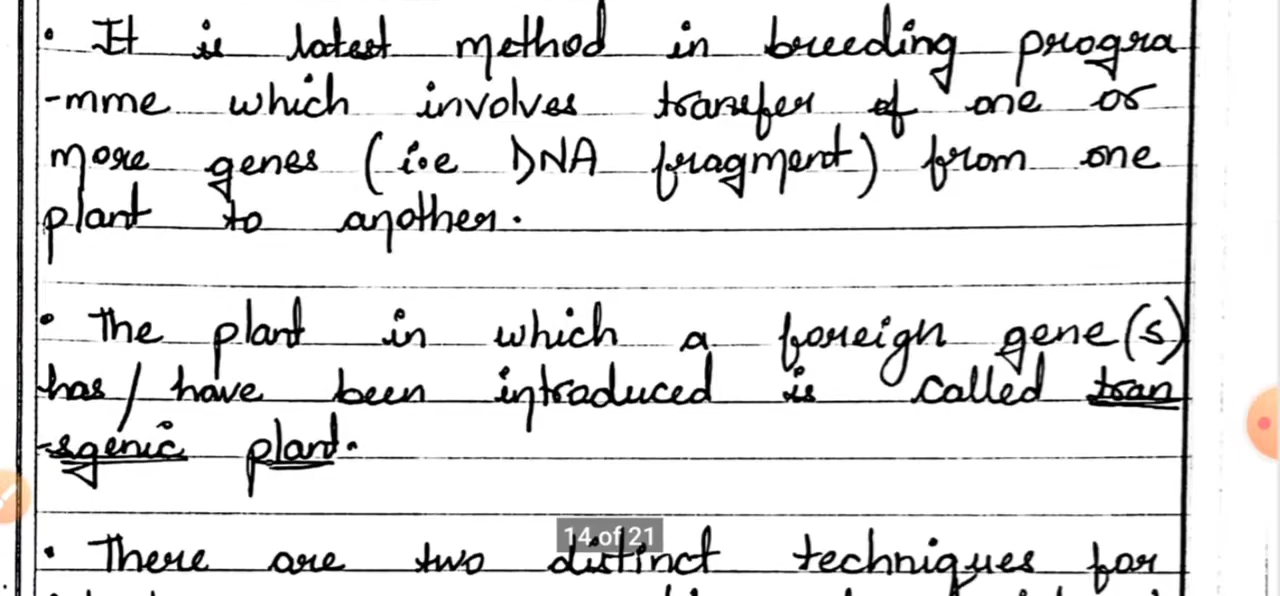 • It is latest method in breeding progra
-mme which involves transfer of one or
more genes (i.e DNA fragment) from one
plant to another.
• The plant in which a foreign gene(s)
has/have been introduced is called tran
-sgenic plant.
14 of 21
• There are two distinct techniques for